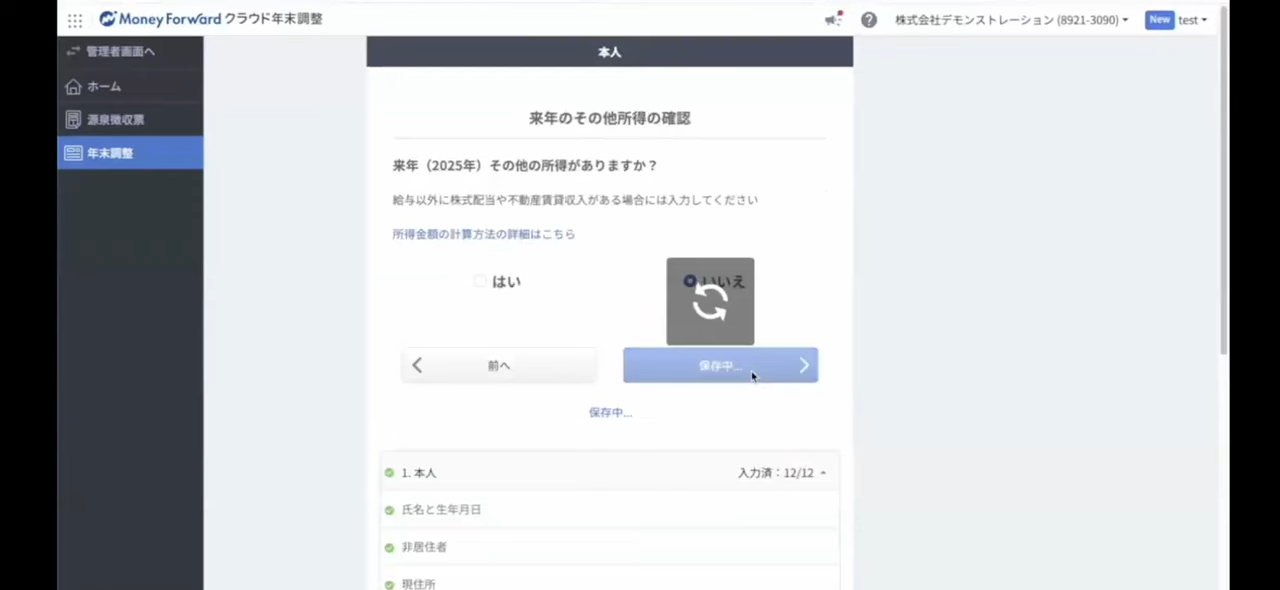 Money Forward クラウド年末調整
株式会社デモンストレーション (8921-3090)
New
test
管理者画面へ
ホーム
源泉徴収票
年末調整
本人
来年のその他所得の確認
来年（2025年）その他の所得がありますか？
給与以外に株式配当や不動産賃貸収入がある場合には入力してください
所得金額の計算方法の詳細はこちら
はい
いいえ
前へ
保存中...
保存中...
1. 本人
入力済：12/12
氏名と生年月日
非居住者
現住所